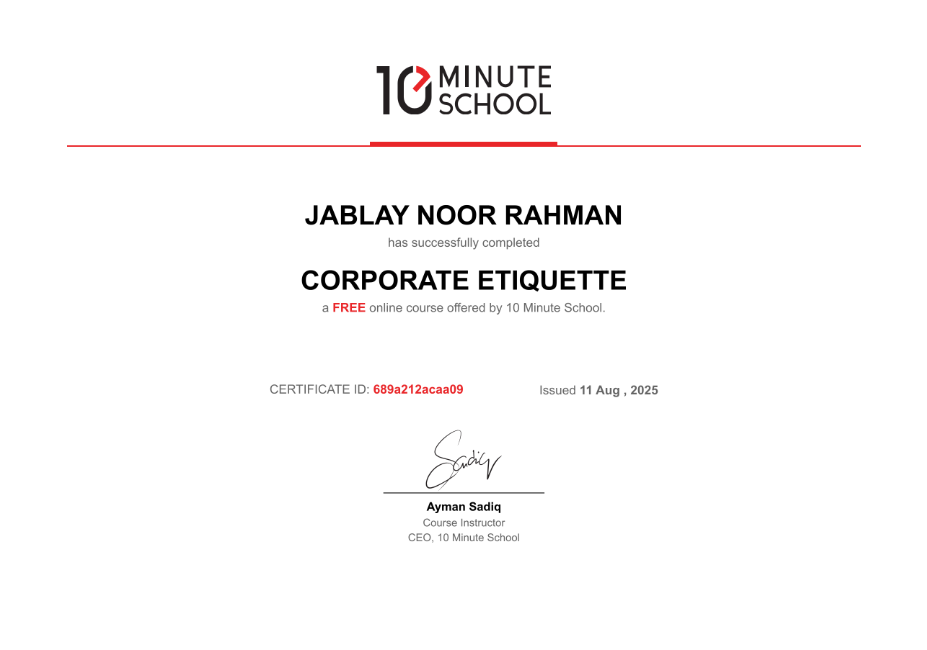 10 MINUTE
SCHOOL
JABLAY NOOR RAHMAN
has successfully completed
CORPORATE ETIQUETTE
a FREE online course offered by 10 Minute School.
CERTIFICATE ID: 689a212acaa09 Issued 11 Aug , 2025
Sadiq
Ayman Sadiq
Course Instructor
CEO, 10 Minute School